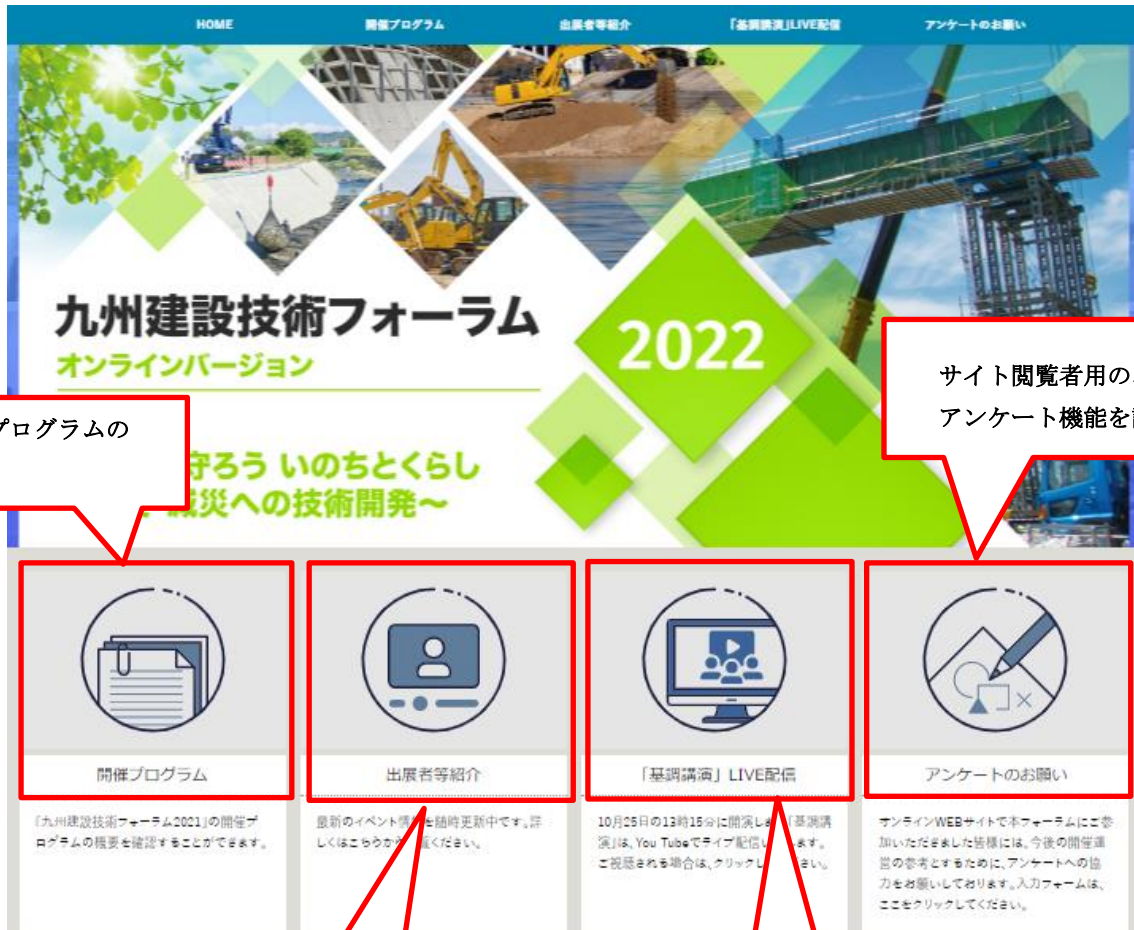 HOME 開催プログラム 出展者等紹介 「基調講演」LIVE配信 アンケートのお願い
九州建設技術フォーラム
オンラインバージョン
2022
サイト閲覧者用の
アンケート機能を
プログラムの
守ろう いのちとくらし
減災への技術開発～
開催プログラム
「九州建設技術フォーラム2021」の開催プ
ログラムの概要を確認することができます。
出展者等紹介
最新のイベント情報を随時更新中です。詳
しくはこちらから ください。
「基調講演」 LIVE配信
10月25日の13時15分に開演しま 「基調講
演」は、You Tubeでライブ配信い ます。
ご視聴される場合は、クリックし さい。
アンケートのお願い
オンラインWEBサイトで本フォーラムにご参
加いただきました皆様には、今後の開催運
営の参考とするために、アンケートへの協
力をお願いしております。入力フォームは、
ここをクリックしてください。